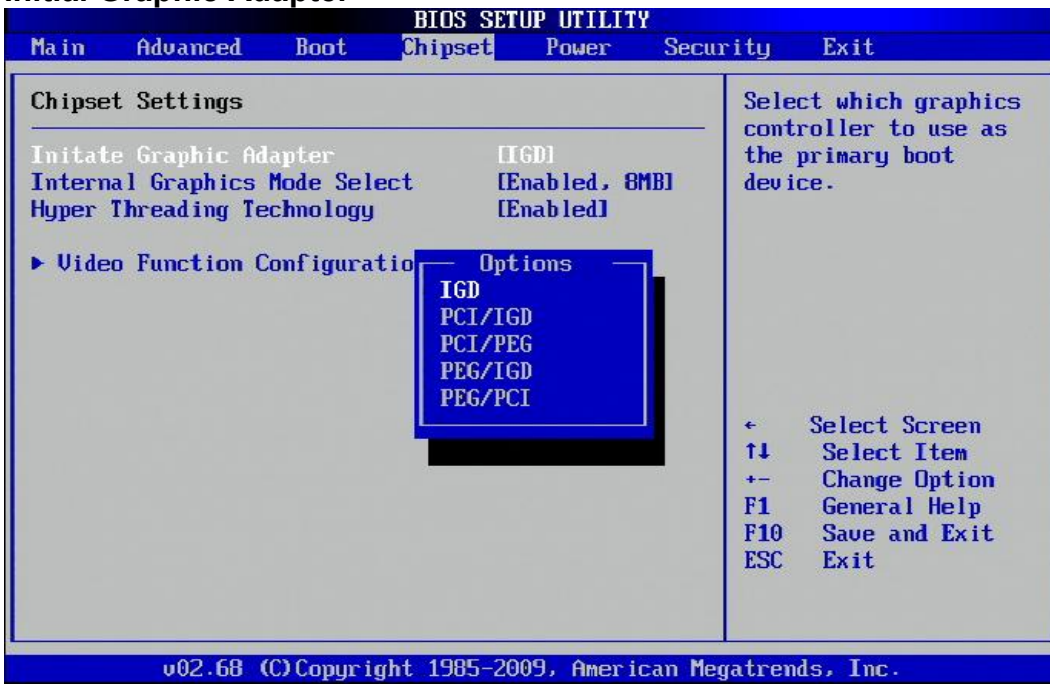 BIOS SETUP UTILITY
Main Advanced Boot Chipset Power Security Exit
Chipset Settings
Initate Graphic Adapter [IGD]
Internal Graphics Mode Select [Enabled, 8MB]
Hyper Threading Technology [Enabled]
▶ Video Function Configuratio
Options
IGD
PCI/IGD
PCI/PEG
PEG/IGD
PEG/PCI
Select which graphics
controller to use as
the primary boot
device.
← Select Screen
↑↓ Select Item
+- Change Option
F1 General Help
F10 Save and Exit
ESC Exit
v02.68 (C)Copyright 1985-2009, American Megatrends, Inc.